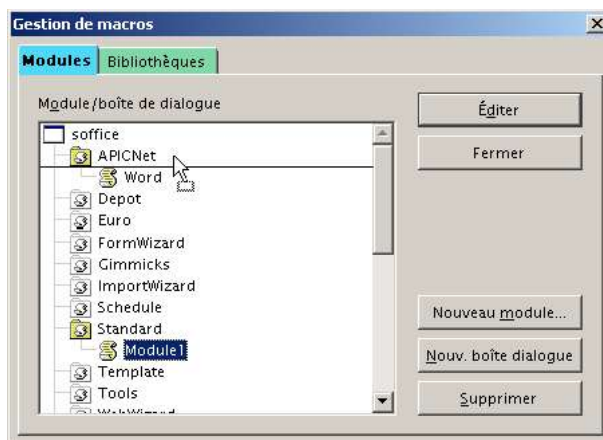 Gestion de macros
Modules Bibliothèques
Module/boîte de dialogue
soffice
APICNet
Word
Depot
Euro
FormWizard
Gimmicks
ImportWizard
Schedule
Standard
Module1
Template
Tools
WebWizard
Éditer
Fermer
Nouveau module...
Nouv. boîte dialogue
Supprimer